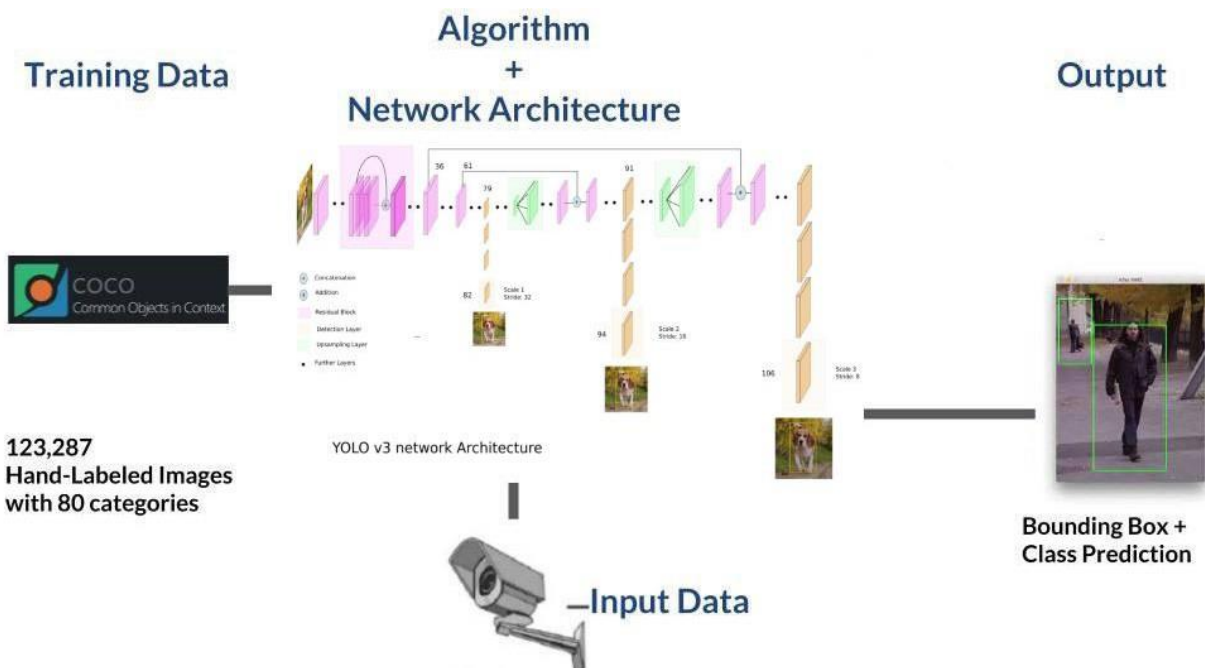 Algorithm
+
Network Architecture
Training Data
Output
36
61
79
91
COCO
Common Objects in Context
Concatenation
Addition
Residual Block
Detection Layer
Upsampling Layer
Further Layers
82
Scale 1
Stride: 32
94
Scale 2
Stride: 16
106
Scale 3
Stride: 8
YOLO v3 network Architecture
123,287
Hand-Labeled Images
with 80 categories
Bounding Box +
Class Prediction
Input Data